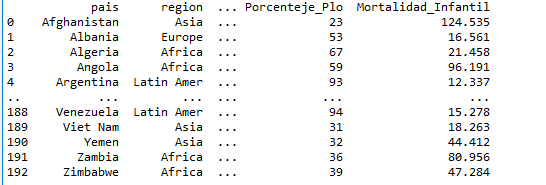 pais region ... Porcenteje_Plo Mortalidad_Infantil
0 Afghanistan Asia ... 23 124.535
1 Albania Europe ... 53 16.561
2 Algeria Africa ... 67 21.458
3 Angola Africa ... 59 96.191
4 Argentina Latin Amer ... 93 12.337
.. ... ... ... ... ...
188 Venezuela Latin Amer ... 94 15.278
189 Viet Nam Asia ... 31 18.263
190 Yemen Asia ... 32 44.412
191 Zambia Africa ... 36 80.956
192 Zimbabwe Africa ... 39 47.284